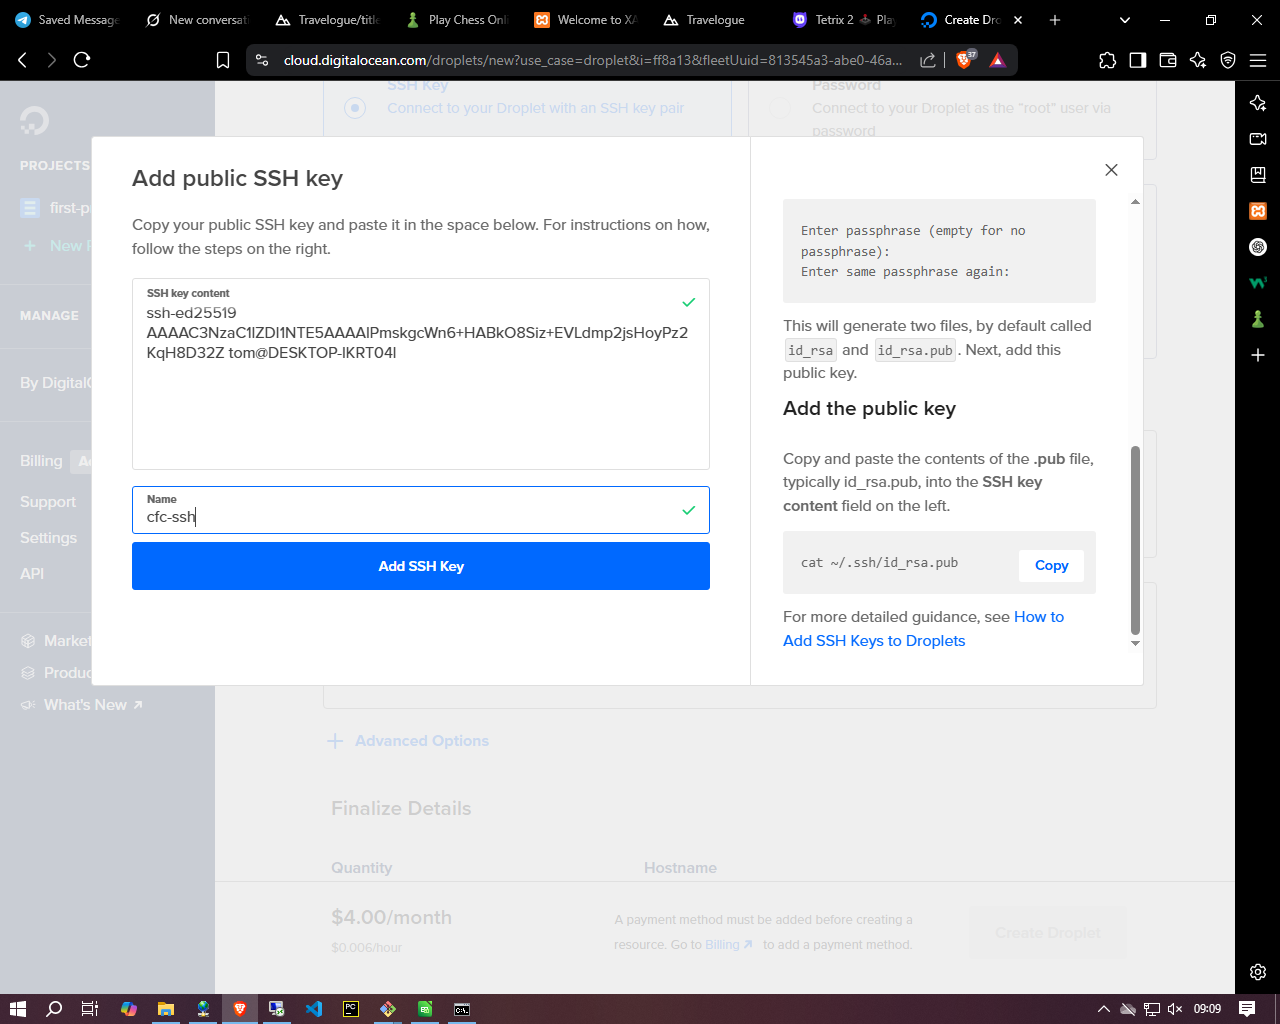 Saved Message
New conversati
Travelogue/title
Play Chess Onl
Welcome to XA
Travelogue
Tetrix 2 🕹️ Play
Create Dro
cloud.digitalocean.com/droplets/new?use_case=droplet&i=ff8a13&fleetUuid=813545a3-abe0-46a...
37
SSH Key
Connect to your Droplet with an SSH key pair
Password
Connect to your Droplet as the "root" user via
password
PROJECTS
first-p
New P
MANAGE
By DigitalO
Billing
Support
Settings
API
Market
Produc
What's New
Add public SSH key
Copy your public SSH key and paste it in the space below. For instructions on how,
follow the steps on the right.
SSH key content
ssh-ed25519
AAAAC3NzaC1lZDI1NTE5AAAAIPmskgcWn6+HABkO8Siz+EVLdmp2jsHoyPz2
KqH8D32Z tom@DESKTOP-IKRT04I
Name
cfc-ssh
Add SSH Key
Enter passphrase (empty for no
passphrase):
Enter same passphrase again:
This will generate two files, by default called
id_rsa and id_rsa.pub. Next, add this
public key.
Add the public key
Copy and paste the contents of the .pub file,
typically id_rsa.pub, into the SSH key
content field on the left.
cat ~/.ssh/id_rsa.pub
Copy
For more detailed guidance, see How to
Add SSH Keys to Droplets
Advanced Options
Finalize Details
Quantity
Hostname
$4.00/month
$0.006/hour
A payment method must be added before creating a
resource. Go to Billing to add a payment method.
Create Droplet
09:09